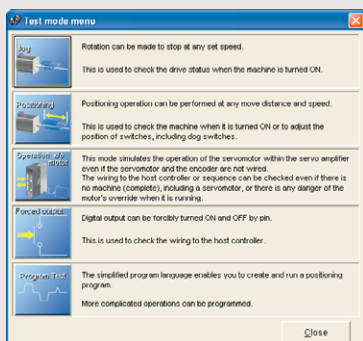 Test mode menu
Jog
Rotation can be made to stop at any set speed.
This is used to check the drive status when the machine is turned ON.
Positioning
Positioning operation can be performed at any move distance and speed.
This is used to check the machine when it is turned ON or to adjust the
position of switches, including dog switches.
Operation w/o
motor
This mode simulates the operation of the servomotor within the servo amplifier
even if the servomotor and the encoder are not wired.
The wiring to the host controller or sequence can be checked even if there is
no machine (complete), including a servomotor, or there is any danger of the
motor's override when it is running.
Forced output
Digital output can be forcibly turned ON and OFF by pin.
This is used to check the wiring to the host controller.
Program Test
The simplified program language enables you to create and run a positioning
program.
More complicated operations can be programmed.
Close